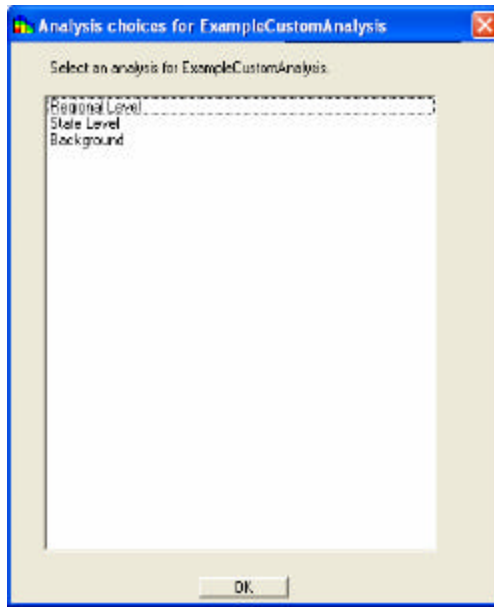 Analysis choices for ExampleCustomAnalysis
Select an analysis for ExampleCustomAnalysis.
Regional Level
State Level
Background
OK